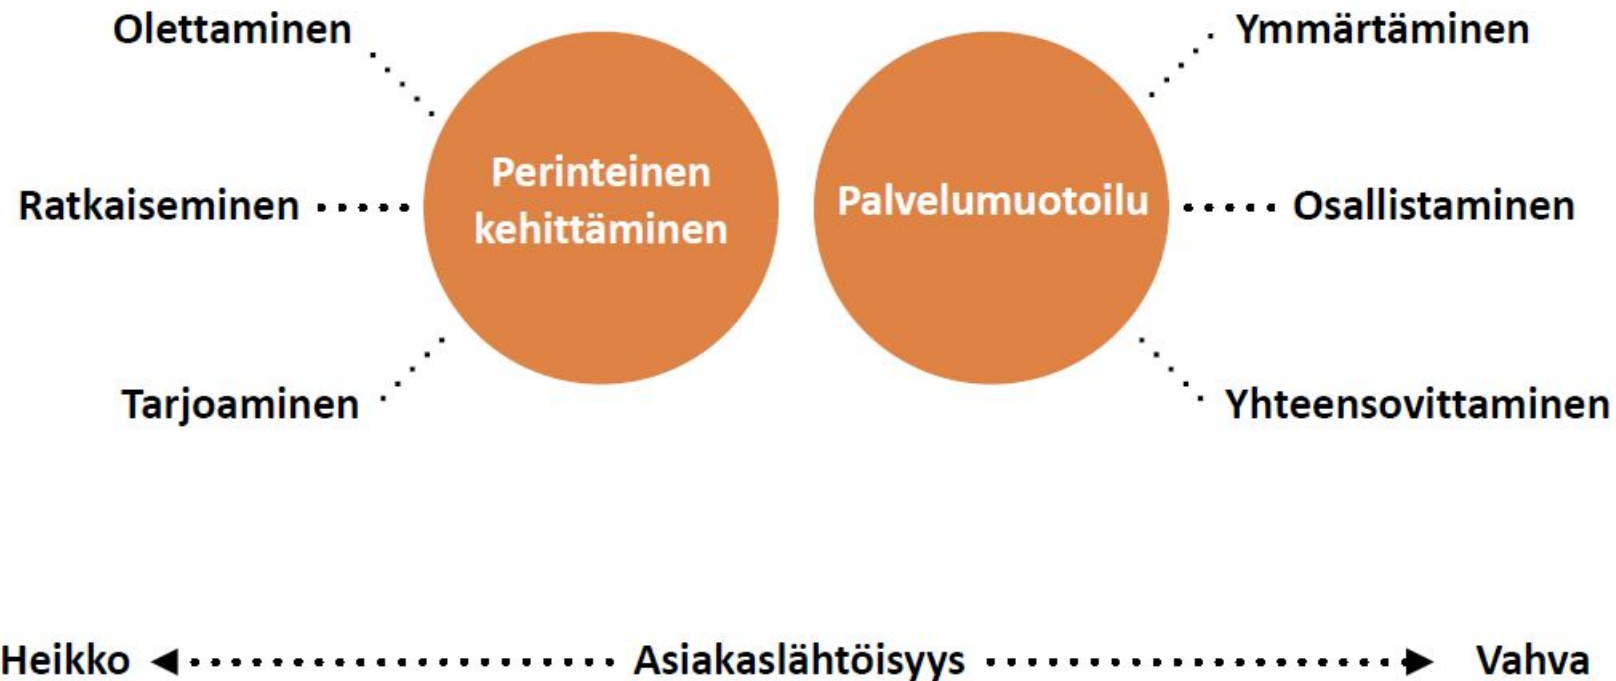 Olettaminen
Ymmärtäminen
Perinteinen
kehittäminen
Palvelumuotoilu
Ratkaiseminen
Osallistaminen
Tarjoaminen
Yhteensovittaminen
Heikko
Asiakaslähtöisyys
Vahva